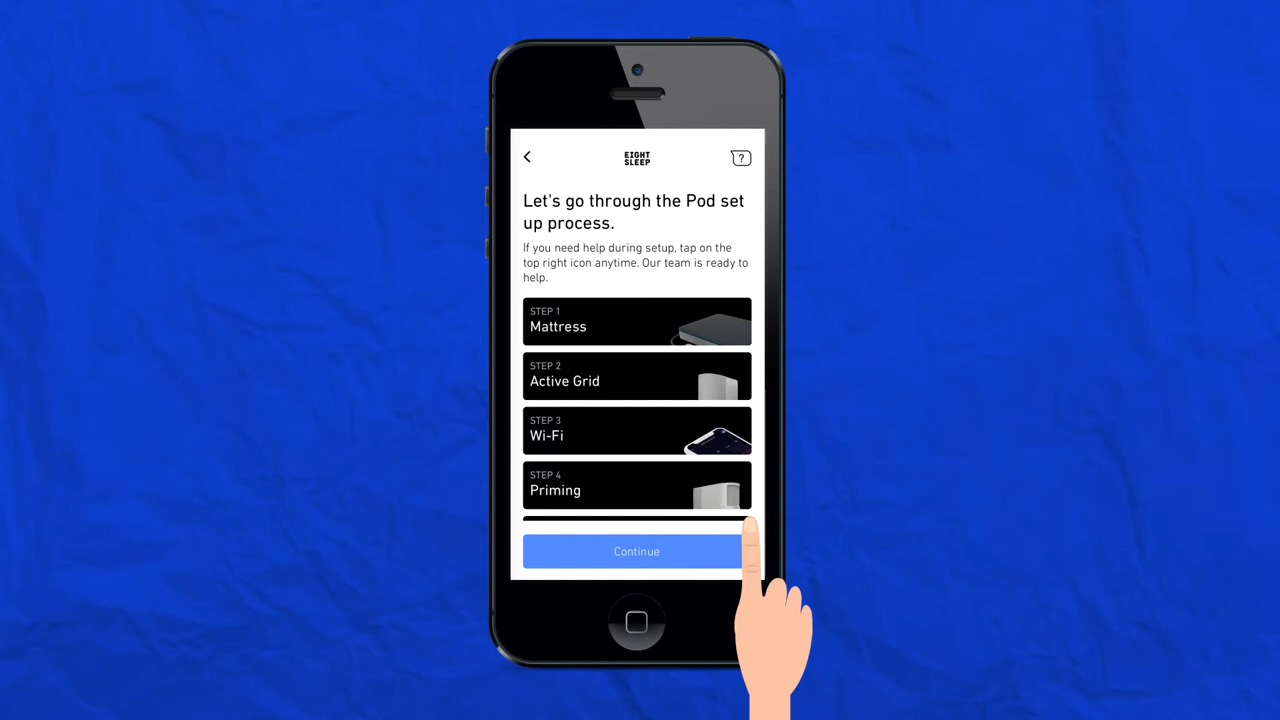 EIGHT
SLEEP
?
Let's go through the Pod set
up process.
If you need help during setup, tap on the
top right icon anytime. Our team is ready to
help.
STEP 1
Mattress
STEP 2
Active Grid
STEP 3
Wi-Fi
STEP 4
Priming
Continue